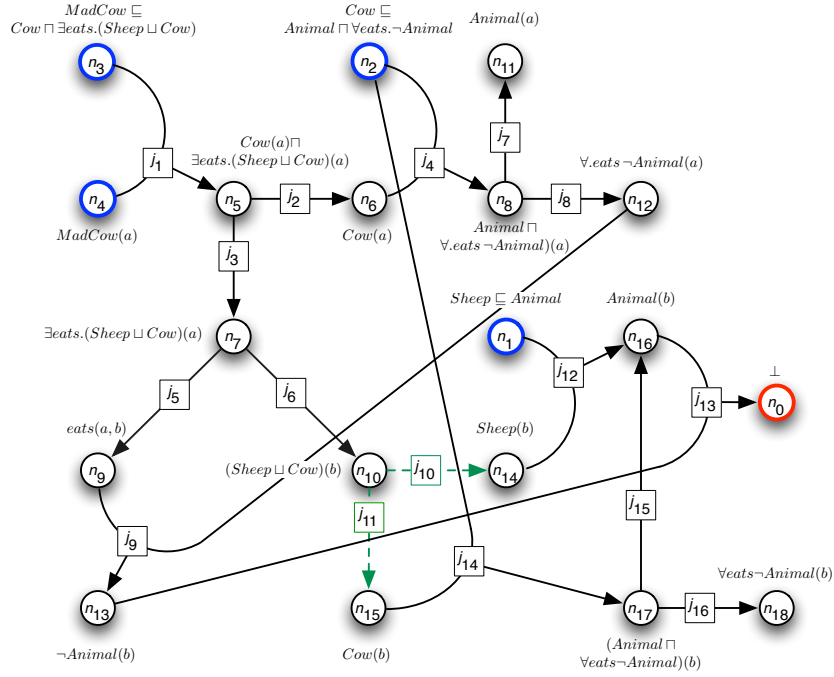 MadCow ⊑
Cow ⊓ ∃eats.(Sheep ⊔ Cow)
Cow ⊑
Animal ⊓ ∀eats.¬Animal
Animal(a)
n3
n2
n11
j1
Cow(a)⊓
∃eats.(Sheep ⊔ Cow)(a)
j4
j7
∀.eats ¬Animal(a)
n4
n5
j2
n6
n8
j8
n12
MadCow(a)
Cow(a)
Animal ⊓
∀.eats ¬Animal)(a)
j3
Sheep ⊑ Animal
Animal(b)
∃eats.(Sheep ⊔ Cow)(a)
n7
n1
n16
j12
⊥
j5
j6
j13
n0
eats(a, b)
Sheep(b)
n9
(Sheep ⊔ Cow)(b)
n10
j10
n14
j11
j15
j9
j14
∀eats¬Animal(b)
n13
n15
n17
j16
n18
¬Animal(b)
Cow(b)
(Animal ⊓
∀eats¬Animal)(b)